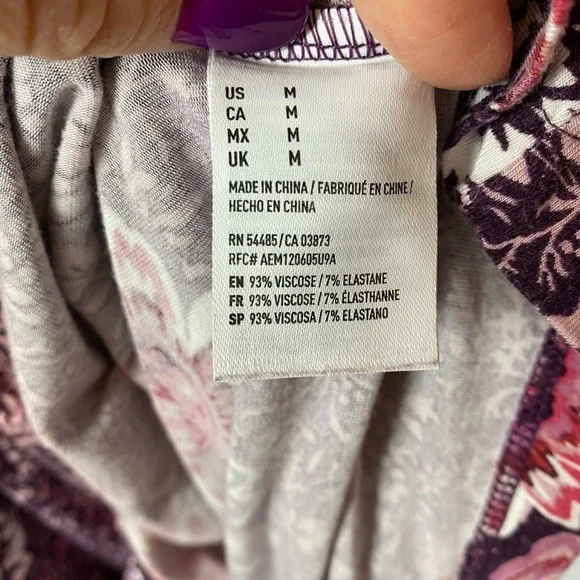 US M
CA M
MX M
UK M
MADE IN CHINA / FABRIQUÉ EN CHINE /
HECHO EN CHINA
RN 54485 / CA 03873
RFC# AEM120605U9A
EN 93% VISCOSE / 7% ELASTANE
FR 93% VISCOSE / 7% ÉLASTHANNE
SP 93% VISCOSA / 7% ELASTANO